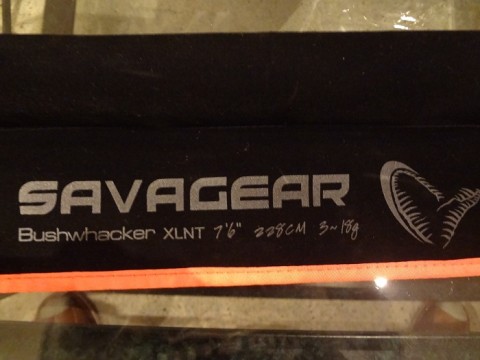 SAVAGEAR
Bushwhacker XLNT 7'6" 228CM 3~18g